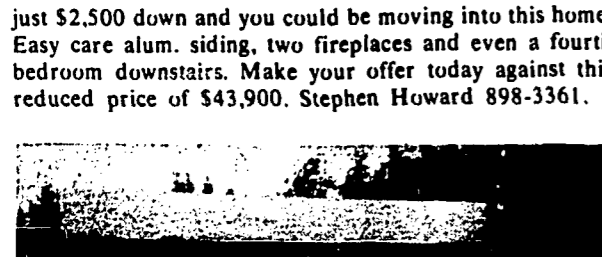 just $2,500 down and you could be moving into this home
Easy care alum. siding, two fireplaces and even a fourth
bedroom downstairs. Make your offer today against thi
reduced price of $43,900. Stephen Howard 898-3361.